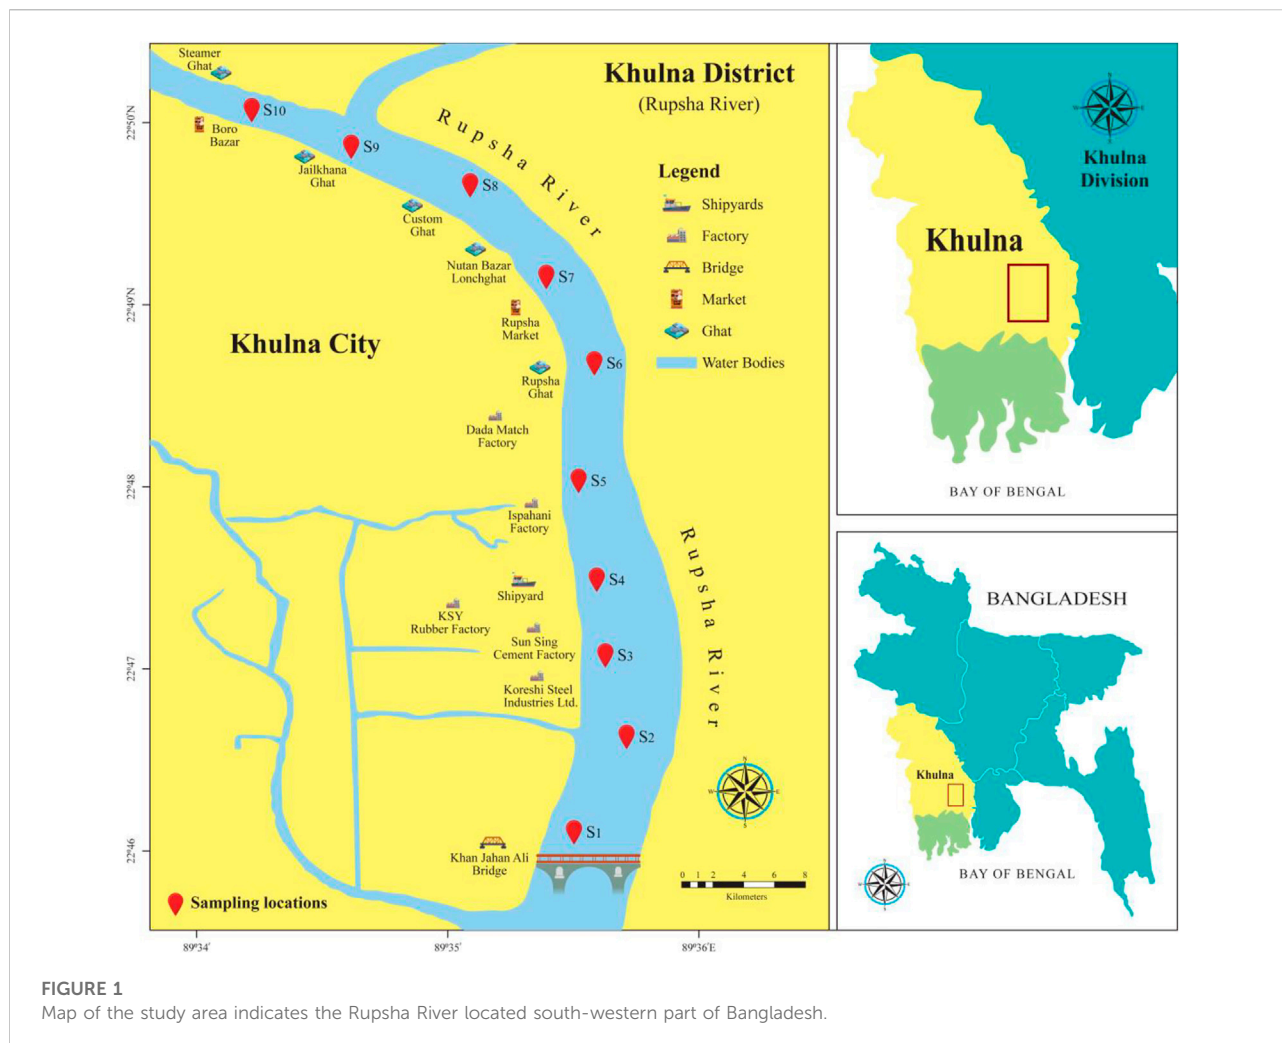 Khulna District
(Rupsha River)
Steamer
Ghat
S10
Boro
Bazar
S9
Jailkhana
Ghat
S8
Custom
Ghat
Nutan Bazar
Lonchghat
S7
Rupsha
Market
S6
Rupsha
Ghat
Dada Match
Factory
S5
Ispahani
Factory
S4
Shipyard
KSY
Rubber Factory
Sun Sing
Cement Factory
S3
Koreshi Steel
Industries Ltd.
S2
S1
Khan Jahan Ali
Bridge
Khulna City
Rupsha River
Rupsha River
Legend
Shipyards
Factory
Bridge
Market
Ghat
Water Bodies
N
W
E
S
0 1 2 4 6 8
Kilometers
Sampling locations
22°50'N
22°49'N
22°48
22°47
22°46
89°34'
89°35'
89°36'E
Khulna
Division
Khulna
BAY OF BENGAL
BANGLADESH
Khulna
BAY OF BENGAL
FIGURE 1
Map of the study area indicates the Rupsha River located south-western part of Bangladesh.